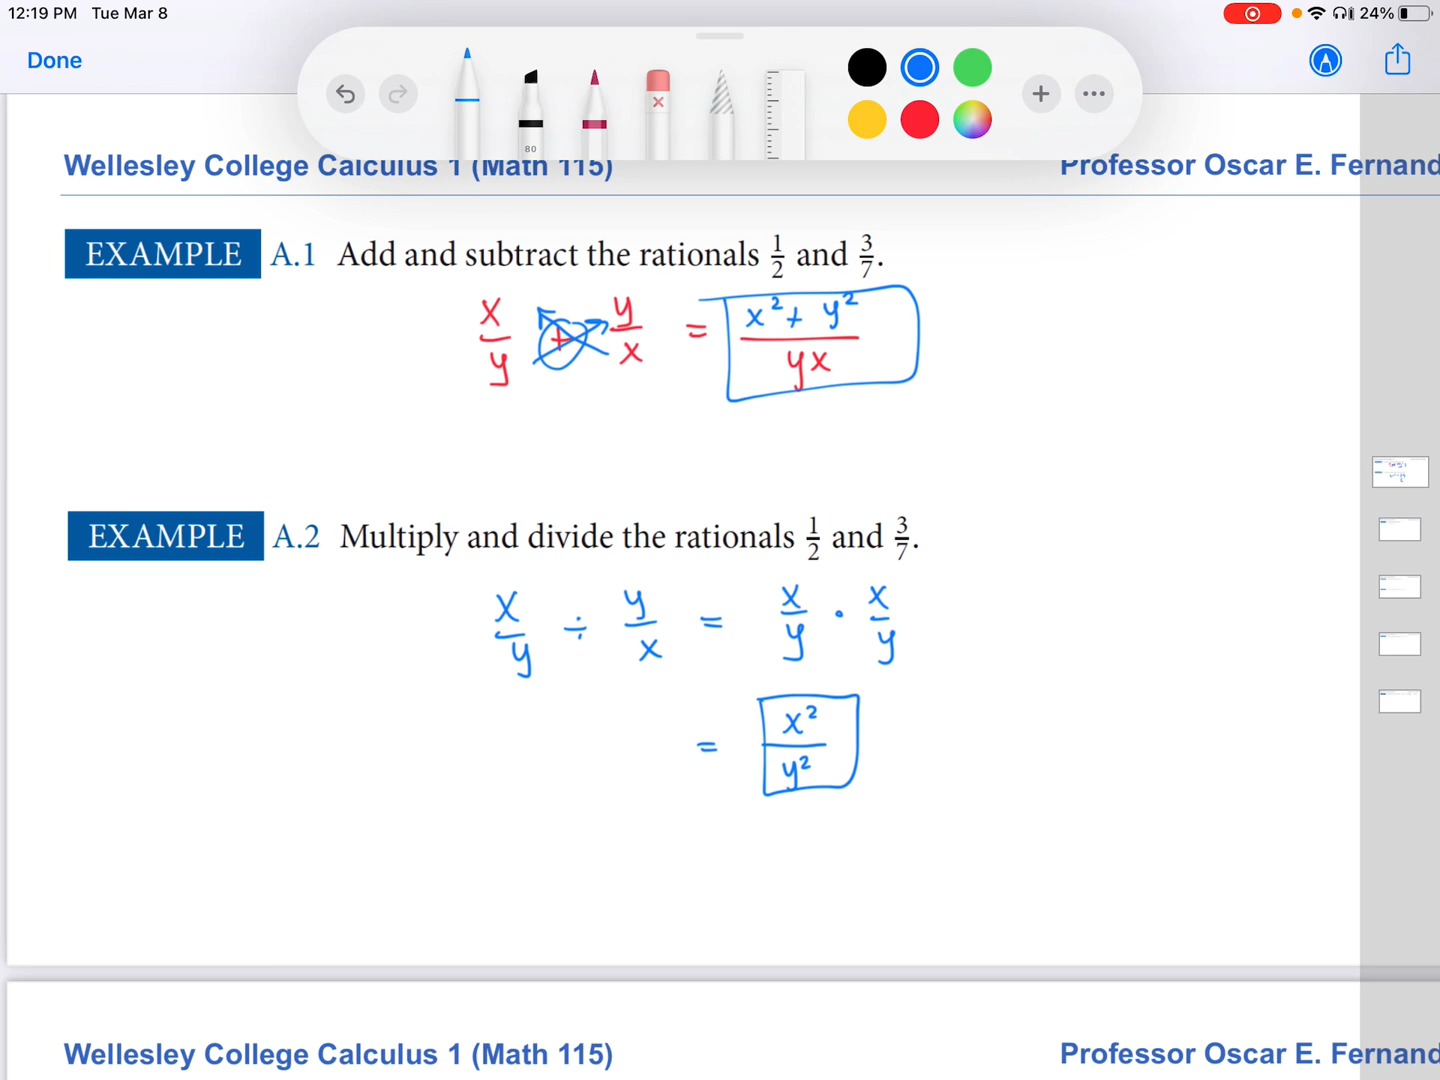 12:19 PM Tue Mar 8
24%
Done
80
Wellesley College Calculus 1 (Math 115) Professor Oscar E. Fernand
EXAMPLE A.1 Add and subtract the rationals 1/2 and 3/7.
x/y + y/x = x² + y² / yx
EXAMPLE A.2 Multiply and divide the rationals 1/2 and 3/7.
x/y ÷ y/x = x/y · x/y
= x²/y²
Wellesley College Calculus 1 (Math 115) Professor Oscar E. Fernand